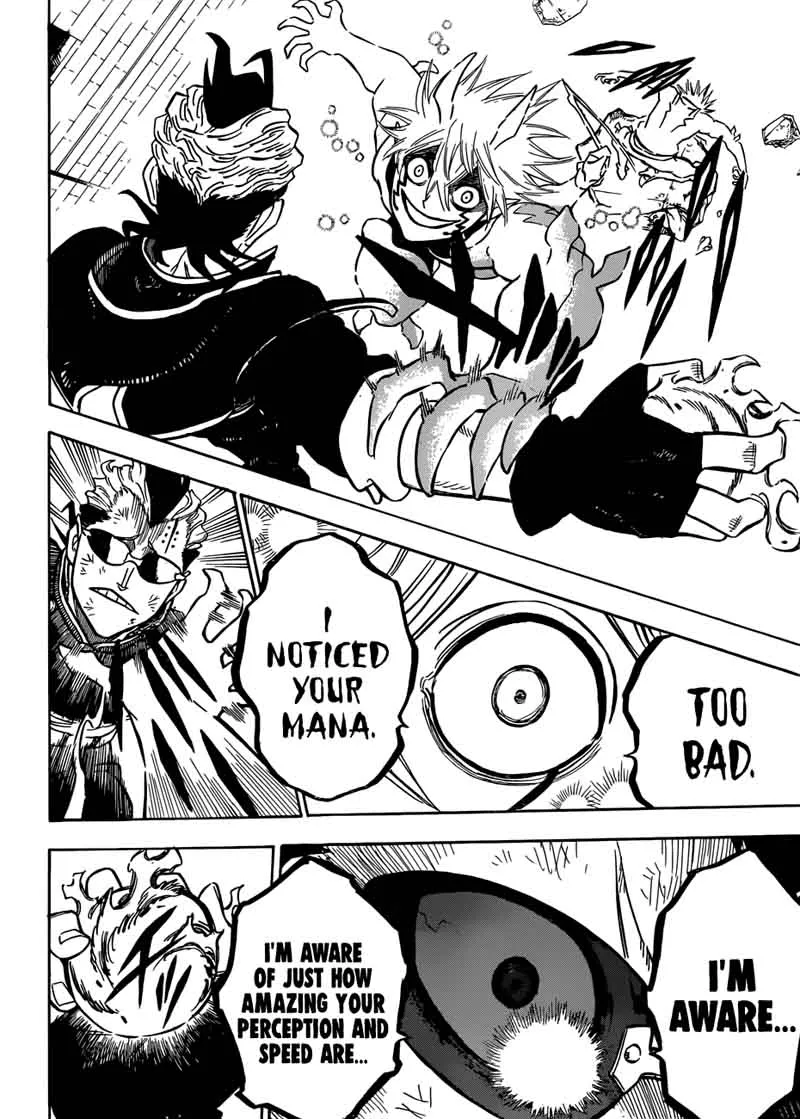 TOO
BAD.
I
NOTICED
YOUR
MANA.
I'M
AWARE...
I'M AWARE
OF JUST HOW
AMAZING YOUR
PERCEPTION AND
SPEED ARE...